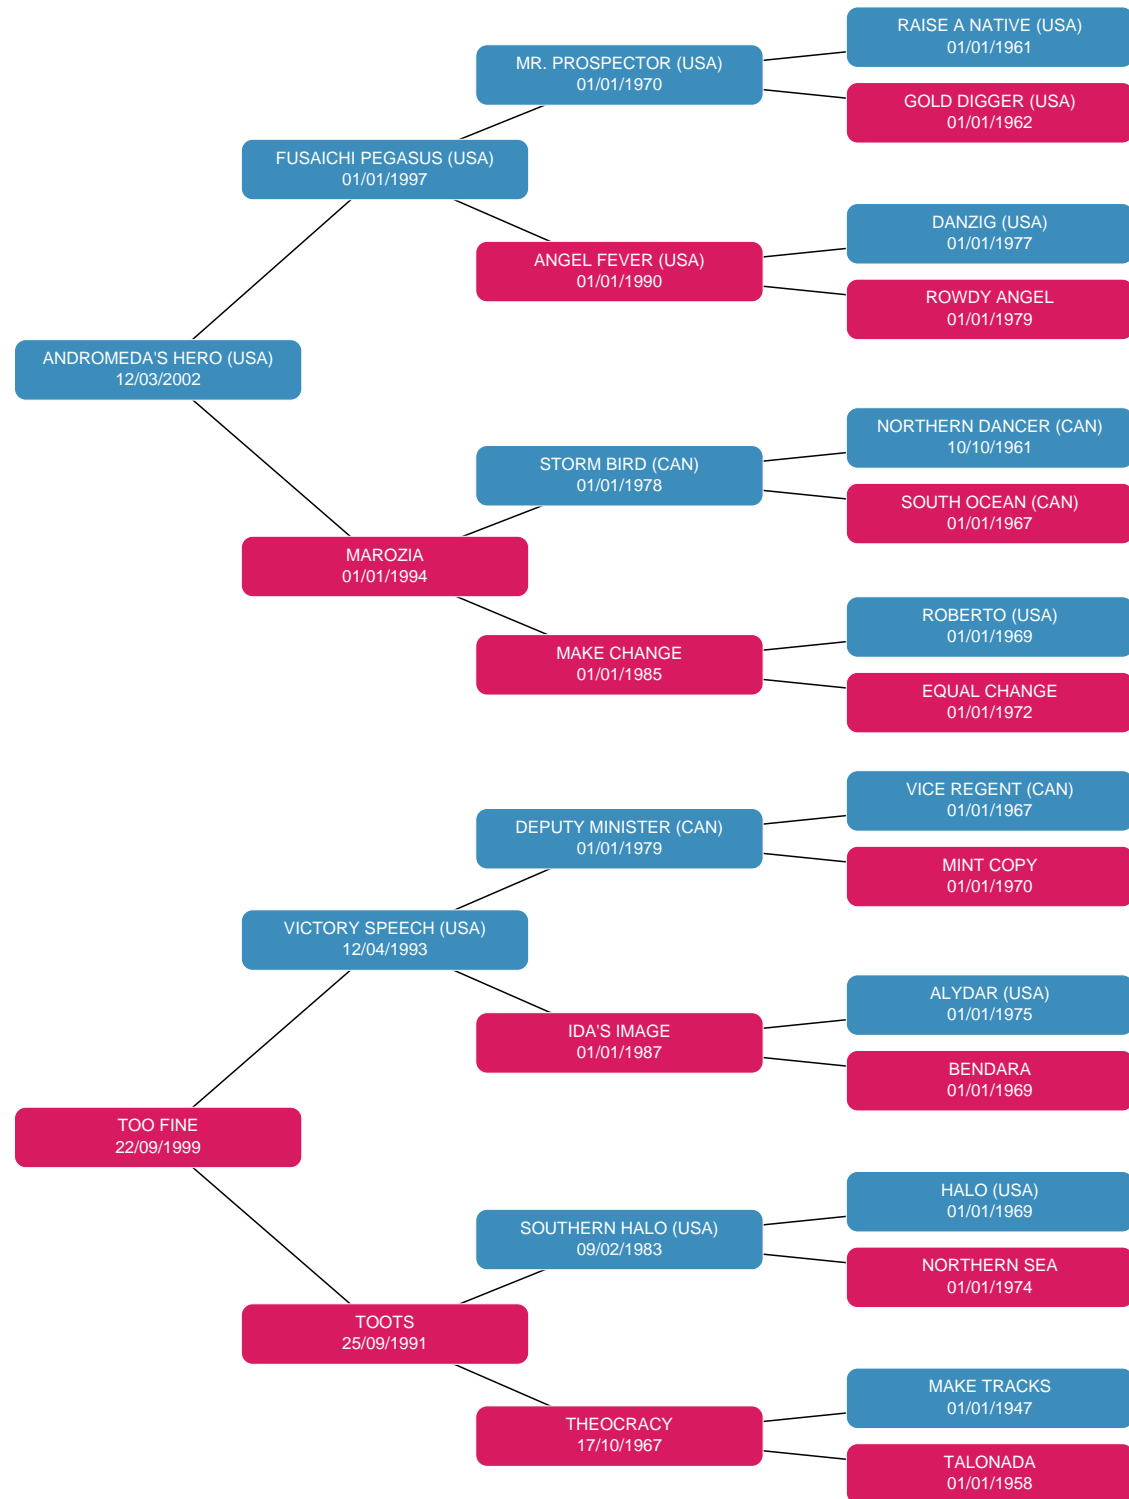 RAISE A NATIVE (USA)
01/01/1961
MR. PROSPECTOR (USA)
01/01/1970
GOLD DIGGER (USA)
01/01/1962
FUSAICHI PEGASUS (USA)
01/01/1997
DANZIG (USA)
01/01/1977
ANGEL FEVER (USA)
01/01/1990
ROWDY ANGEL
01/01/1979
ANDROMEDA'S HERO (USA)
12/03/2002
NORTHERN DANCER (CAN)
10/10/1961
STORM BIRD (CAN)
01/01/1978
SOUTH OCEAN (CAN)
01/01/1967
MAROZIA
01/01/1994
ROBERTO (USA)
01/01/1969
MAKE CHANGE
01/01/1985
EQUAL CHANGE
01/01/1972
VICE REGENT (CAN)
01/01/1967
DEPUTY MINISTER (CAN)
01/01/1979
MINT COPY
01/01/1970
VICTORY SPEECH (USA)
12/04/1993
ALYDAR (USA)
01/01/1975
IDA'S IMAGE
01/01/1987
BENDARA
01/01/1969
TOO FINE
22/09/1999
HALO (USA)
01/01/1969
SOUTHERN HALO (USA)
09/02/1983
NORTHERN SEA
01/01/1974
TOOTS
25/09/1991
MAKE TRACKS
01/01/1947
THEOCRACY
17/10/1967
TALONADA
01/01/1958